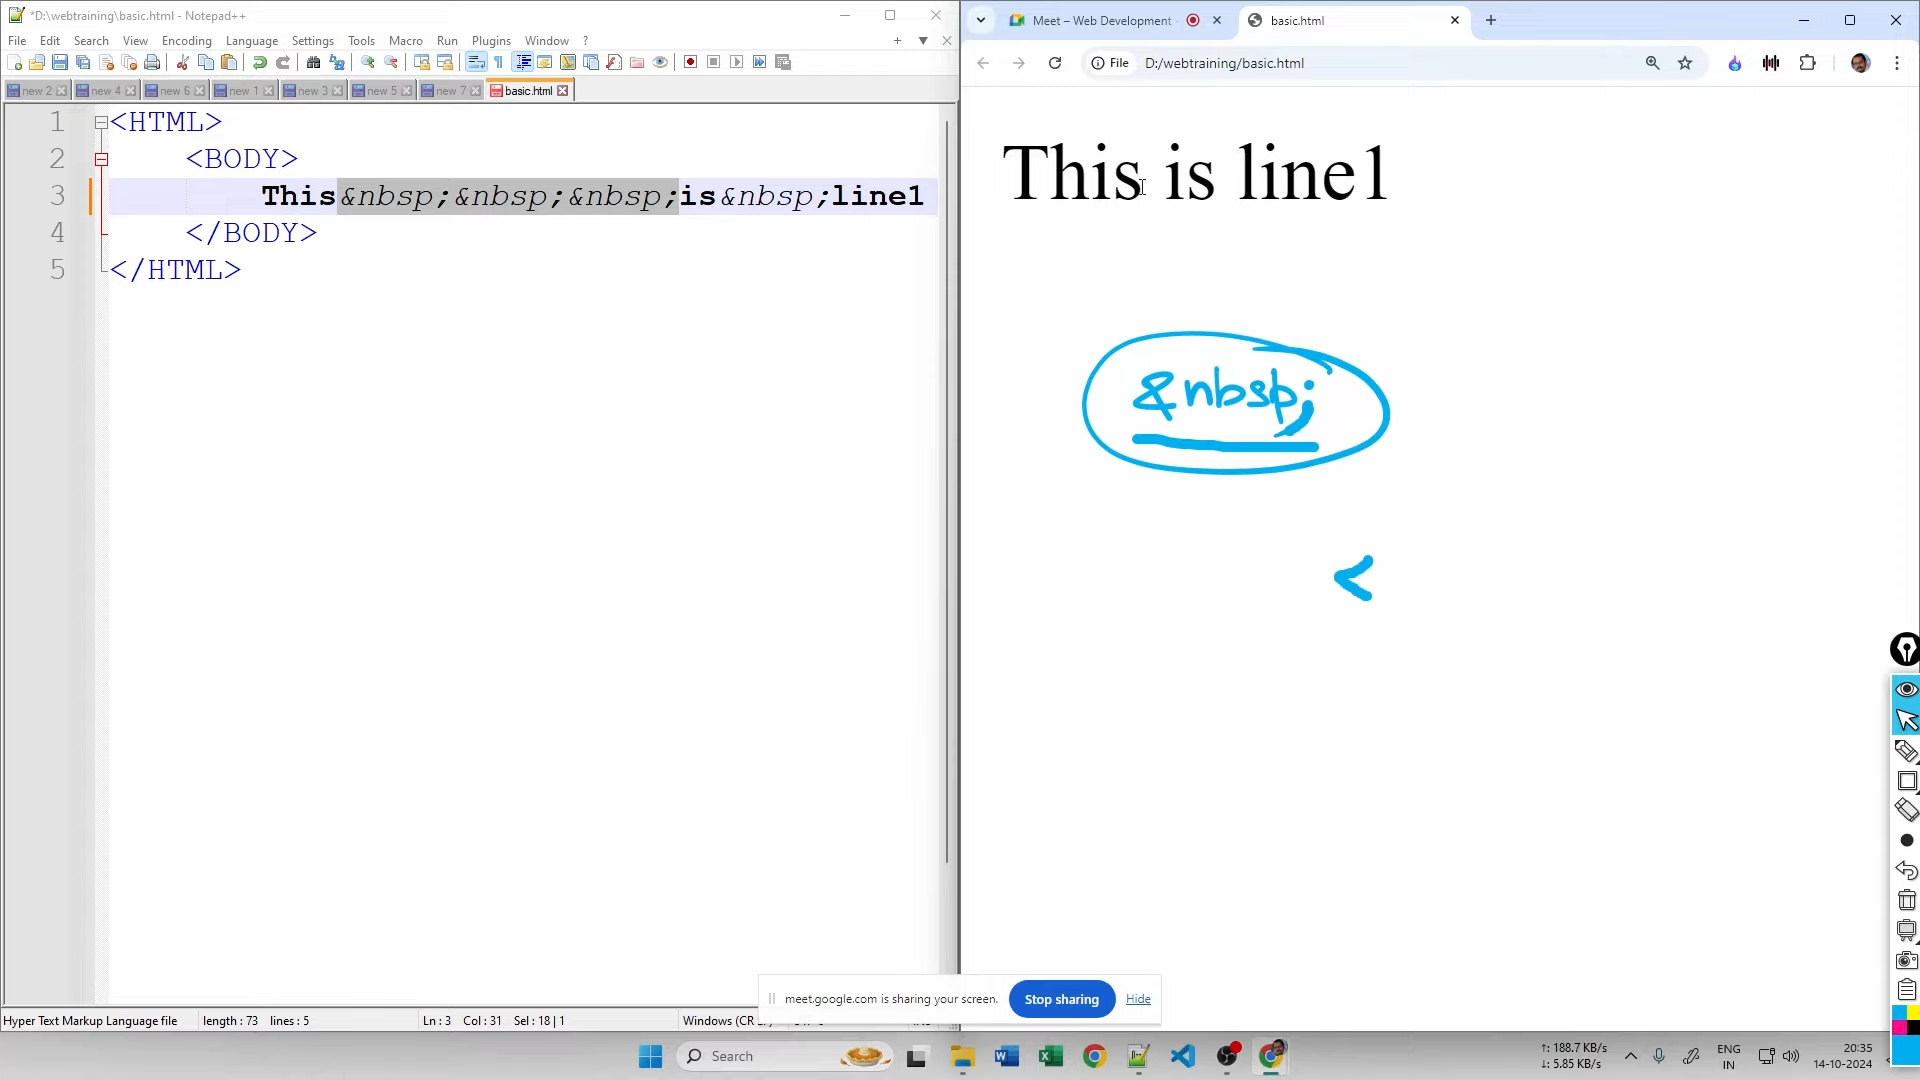 *D:\webtraining\basic.html - Notepad++
File Edit Search View Encoding Language Settings Tools Macro Run Plugins Window ?
new 2 new 4 new 6 new 1 new 3 new 5 new 7 basic.html
1 <HTML>
2 <BODY>
3 This&nbsp;&nbsp;&nbsp;is&nbsp;line1
4 </BODY>
5 </HTML>
Hyper Text Markup Language file length : 73 lines : 5 Ln : 3 Col : 31 Sel : 18 | 1 Windows (CR
Meet – Web Development basic.html
File D:/webtraining/basic.html
This is line1
&nbsp;
<
meet.google.com is sharing your screen. Stop sharing Hide
Search
↑: 188.7 KB/s
↓: 5.85 KB/s
ENG
IN
20:35
14-10-2024